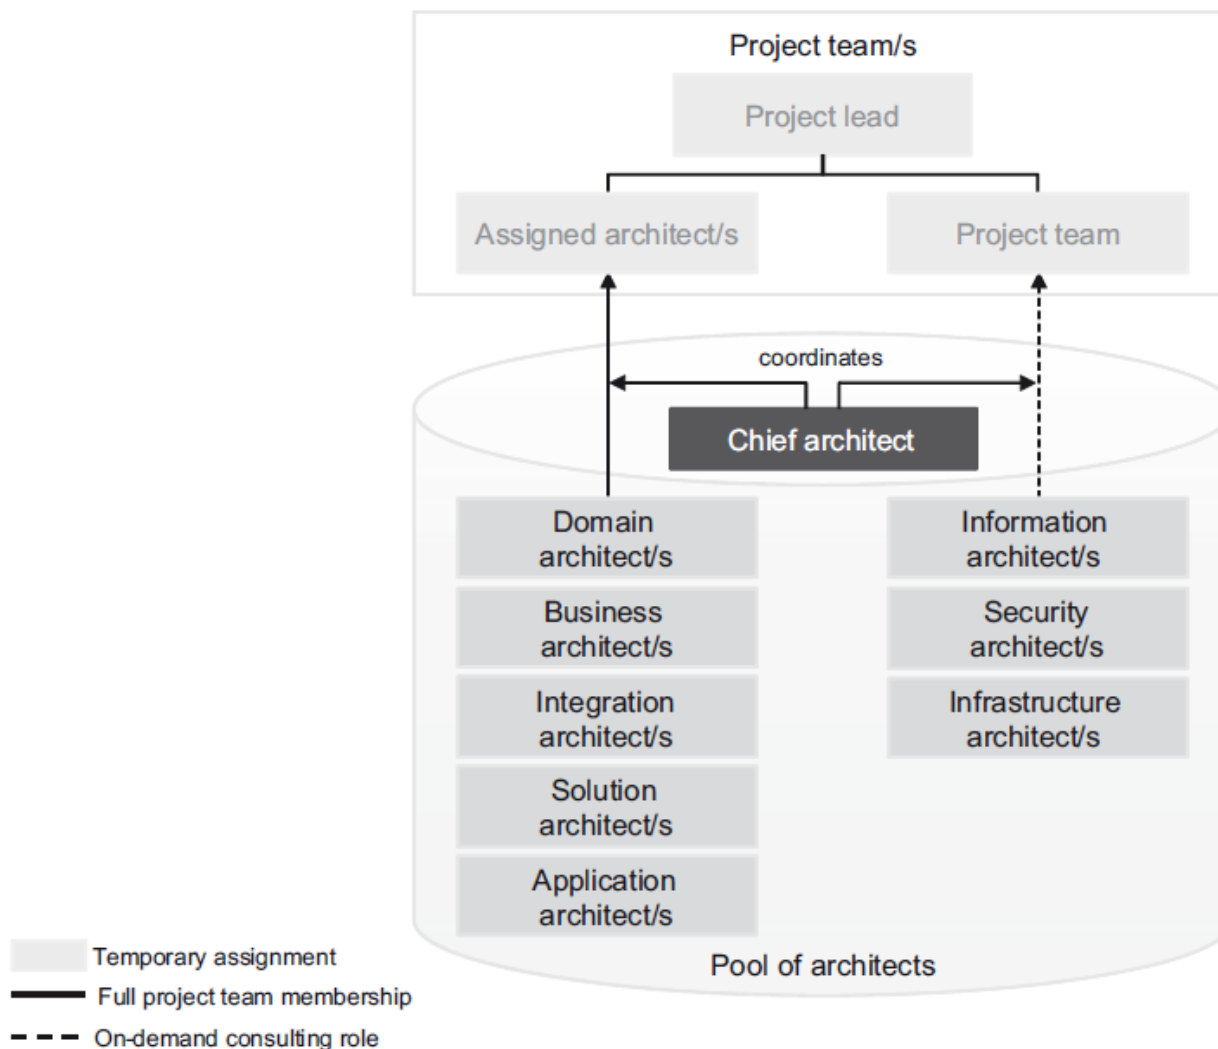 Project team/s
Project lead
Assigned architect/s
Project team
coordinates
Chief architect
Domain
architect/s
Information
architect/s
Business
architect/s
Security
architect/s
Integration
architect/s
Infrastructure
architect/s
Solution
architect/s
Application
architect/s
Pool of architects
Temporary assignment
Full project team membership
On-demand consulting role